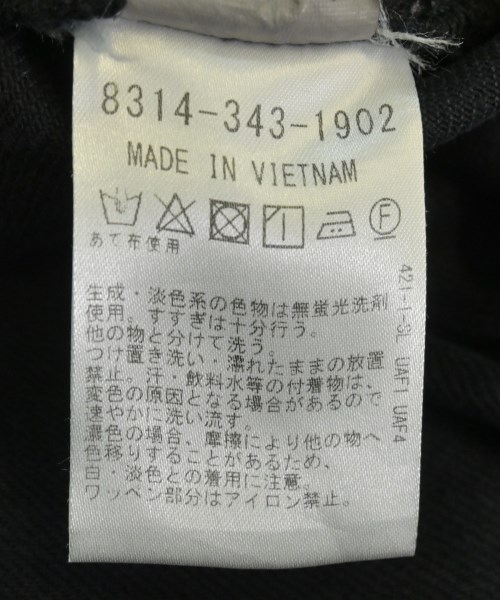 8314-343-1902
MADE IN VIETNAM
F
あて布使用
生成・淡色系の色物は無蛍光洗剤
使用。すすぎは十分行う。
他の物と分けて洗う。
つけ置き洗い・濡れたままの放置
禁止。汗・飲料水等の付着物は、
変色の原因となる場合があるので
速やかに洗い流す。
濃色の場合、摩擦により他の物へ
色移りすることがあるため、
白・淡色との着用に注意。
ワッペン部分はアイロン禁止。
421-1-3L UAF1 UAF4